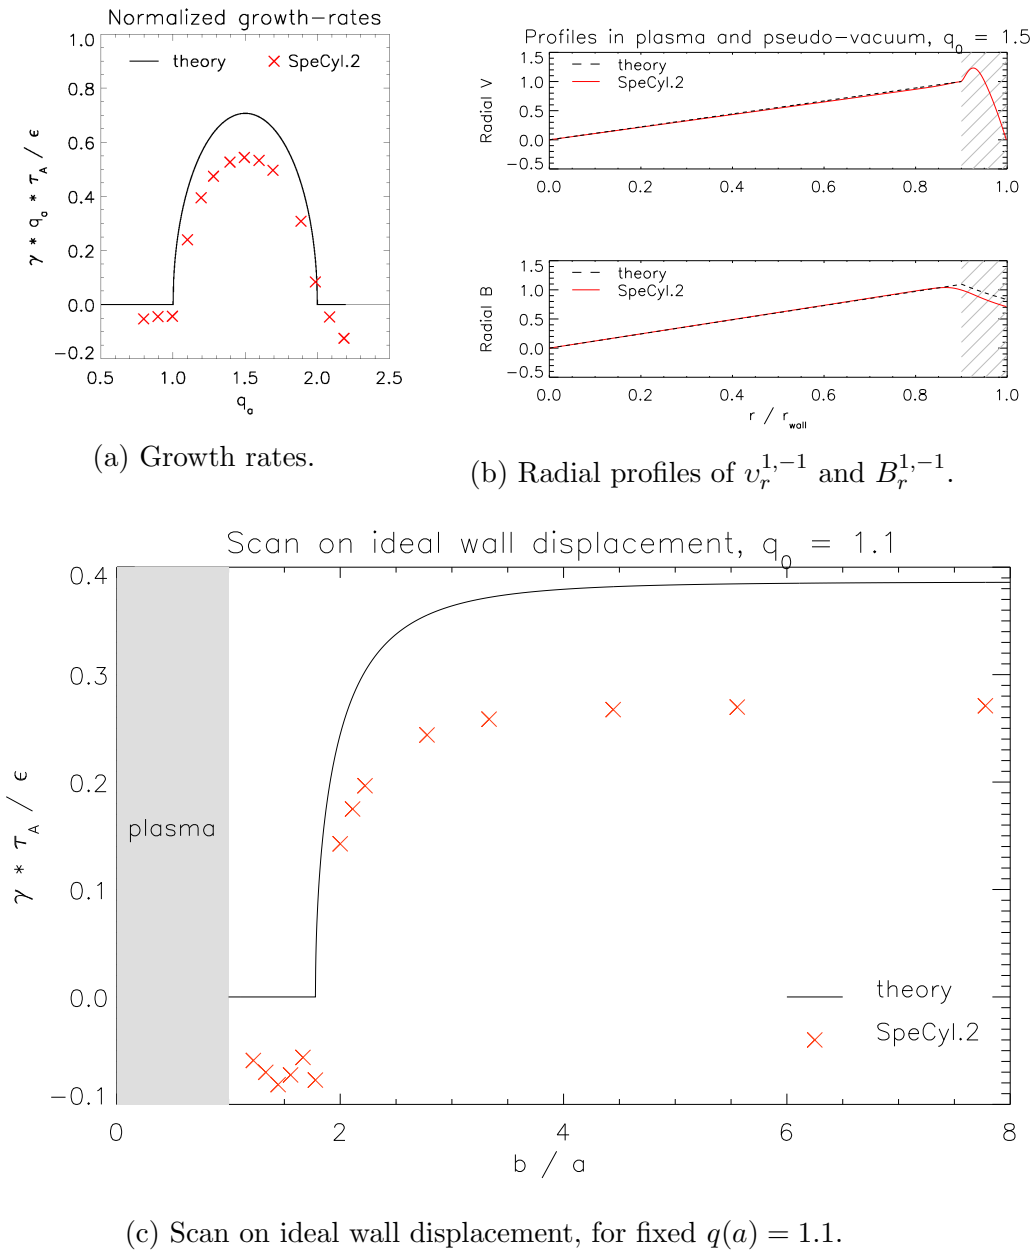 Normalized growth-rates
theory
SpeCyl.2
1.0
0.8
0.6
0.4
0.2
0.0
-0.2
γ * qₐ * τ_A / ϵ
0.5 1.0 1.5 2.0 2.5
qₐ
(a) Growth rates.
Profiles in plasma and pseudo-vacuum, q₀ = 1.5
theory
SpeCyl.2
Radial V
1.5
1.0
0.5
0.0
-0.5
0.0 0.2 0.4 0.6 0.8 1.0
theory
SpeCyl.2
Radial B
1.5
1.0
0.5
0.0
-0.5
0.0 0.2 0.4 0.6 0.8 1.0
r / r_wall
(b) Radial profiles of v_r^{1,-1} and B_r^{1,-1}.
Scan on ideal wall displacement, q₀ = 1.1
0.4
0.3
0.2
0.1
0.0
-0.1
γ * τ_A / ϵ
plasma
theory
SpeCyl.2
0 2 4 6 8
b / a
(c) Scan on ideal wall displacement, for fixed q(a) = 1.1.